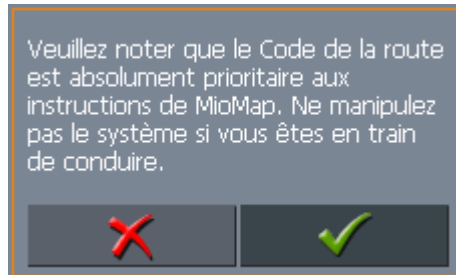 Veuillez noter que le Code de la route
est absolument prioritaire aux
instructions de MioMap. Ne manipulez
pas le système si vous êtes en train
de conduire.